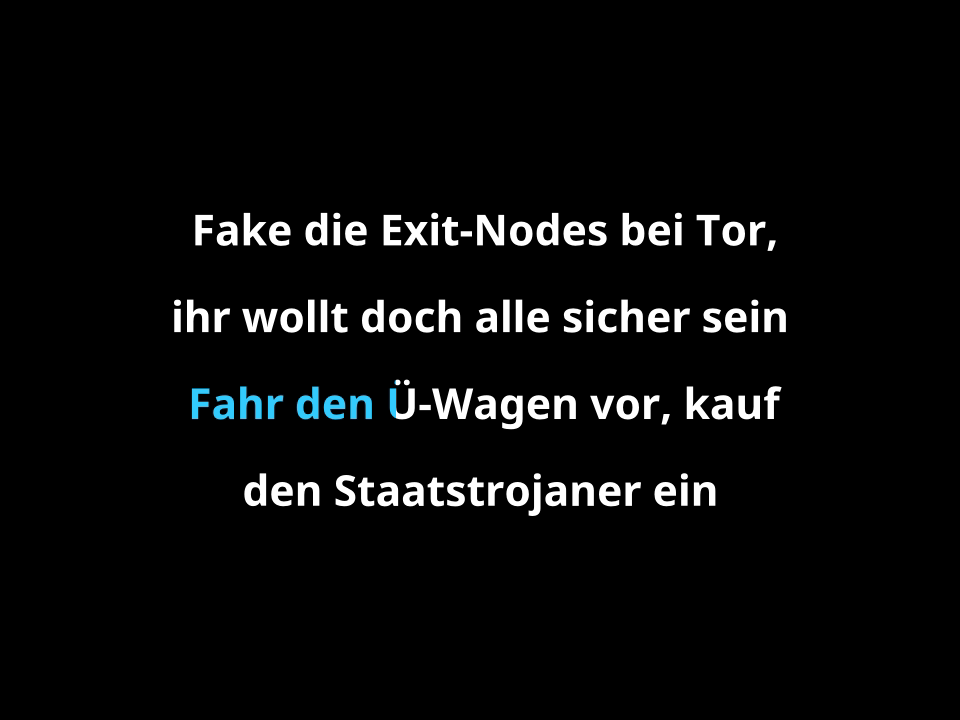 Fake die Exit-Nodes bei Tor,
ihr wollt doch alle sicher sein
Fahr den Ü-Wagen vor, kauf
den Staatstrojaner ein